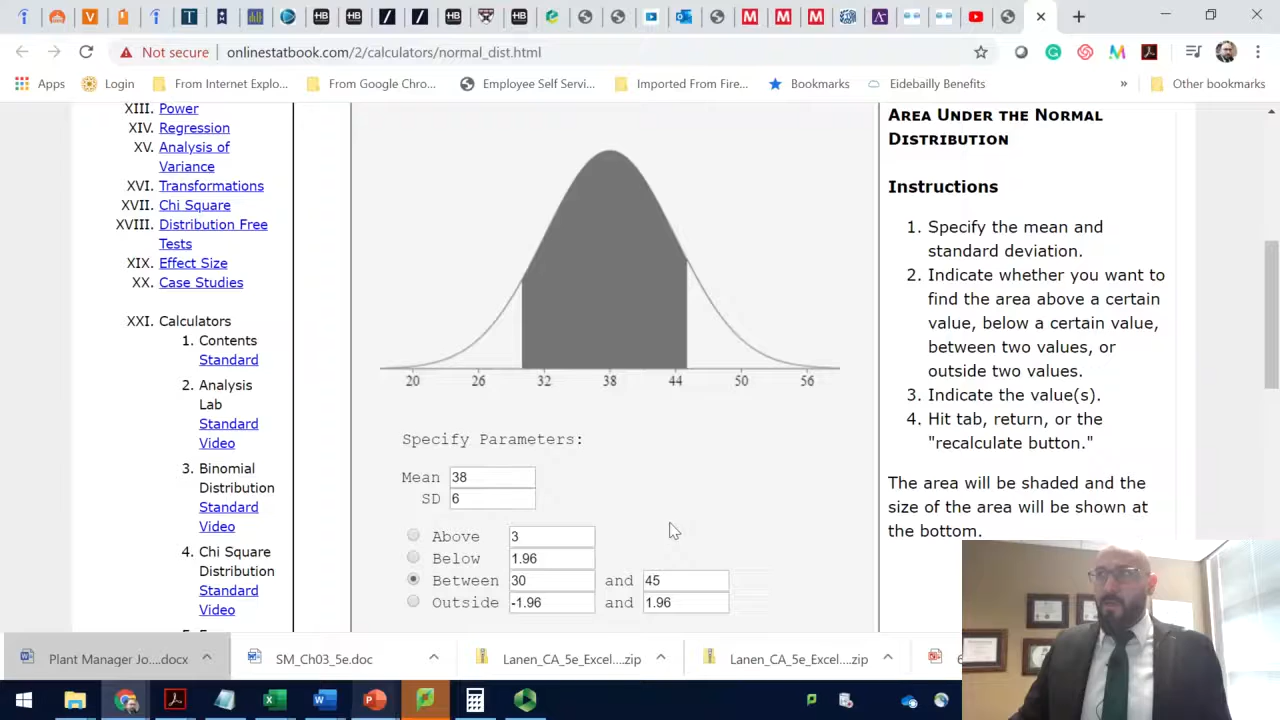 Not secure
onlinestatbook.com/2/calculators/normal_dist.html
Apps
Login
From Internet Explo...
From Google Chro...
Employee Self Servi...
Imported From Fire...
Bookmarks
Eidebailly Benefits
»
Other bookmarks
XIII. Power
XIV. Regression
XV. Analysis of
Variance
XVI. Transformations
XVII. Chi Square
XVIII. Distribution Free
Tests
XIX. Effect Size
XX. Case Studies
XXI. Calculators
1. Contents
Standard
2. Analysis
Lab
Standard
Video
3. Binomial
Distribution
Standard
Video
4. Chi Square
Distribution
Standard
Video
20 26 32 38 44 50 56
Specify Parameters:
Mean 38
SD 6
Above 3
Below 1.96
Between 30 and 45
Outside -1.96 and 1.96
Area Under the Normal
Distribution
Instructions
1. Specify the mean and
standard deviation.
2. Indicate whether you want to
find the area above a certain
value, below a certain value,
between two values, or
outside two values.
3. Indicate the value(s).
4. Hit tab, return, or the
"recalculate button."
The area will be shaded and the
size of the area will be shown at
the bottom.
Plant Manager Jo....docx
SM_Ch03_5e.doc
Lanen_CA_5e_Excel....zip
Lanen_CA_5e_Excel....zip